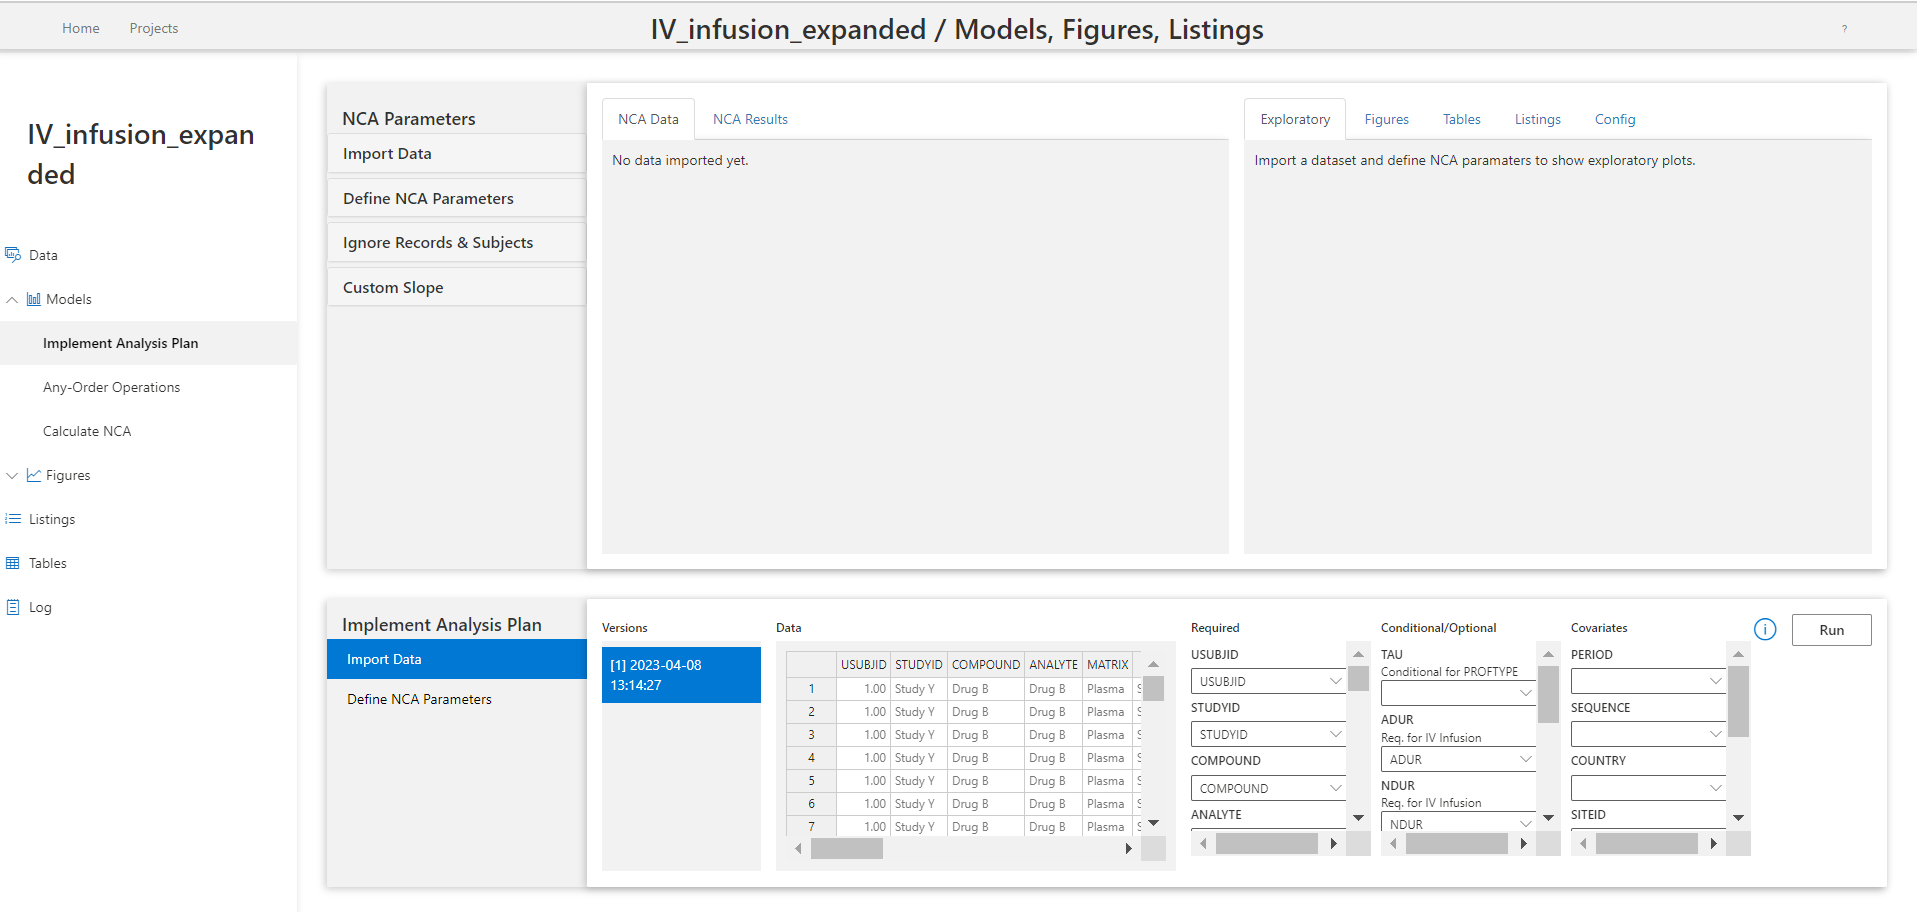 Home
Projects
IV_infusion_expanded / Models, Figures, Listings
?
IV_infusion_expan
ded
Data
Models
Implement Analysis Plan
Any-Order Operations
Calculate NCA
Figures
Listings
Tables
Log
NCA Parameters
Import Data
Define NCA Parameters
Ignore Records & Subjects
Custom Slope
NCA Data
NCA Results
No data imported yet.
Exploratory
Figures
Tables
Listings
Config
Import a dataset and define NCA paramaters to show exploratory plots.
Implement Analysis Plan
Import Data
Define NCA Parameters
Versions
[1] 2023-04-08
13:14:27
Data
USUBJID STUDYID COMPOUND ANALYTE MATRIX
1 1.00 Study Y Drug B Drug B Plasma S
2 1.00 Study Y Drug B Drug B Plasma S
3 1.00 Study Y Drug B Drug B Plasma S
4 1.00 Study Y Drug B Drug B Plasma S
5 1.00 Study Y Drug B Drug B Plasma S
6 1.00 Study Y Drug B Drug B Plasma S
7 1.00 Study Y Drug B Drug B Plasma S
Required
USUBJID
USUBJID
STUDYID
STUDYID
COMPOUND
COMPOUND
ANALYTE
Conditional/Optional
TAU
Conditional for PROFTYPE
ADUR
Req. for IV Infusion
ADUR
NDUR
Req. for IV Infusion
NDUR
Covariates
PERIOD
SEQUENCE
COUNTRY
SITEID
i
Run